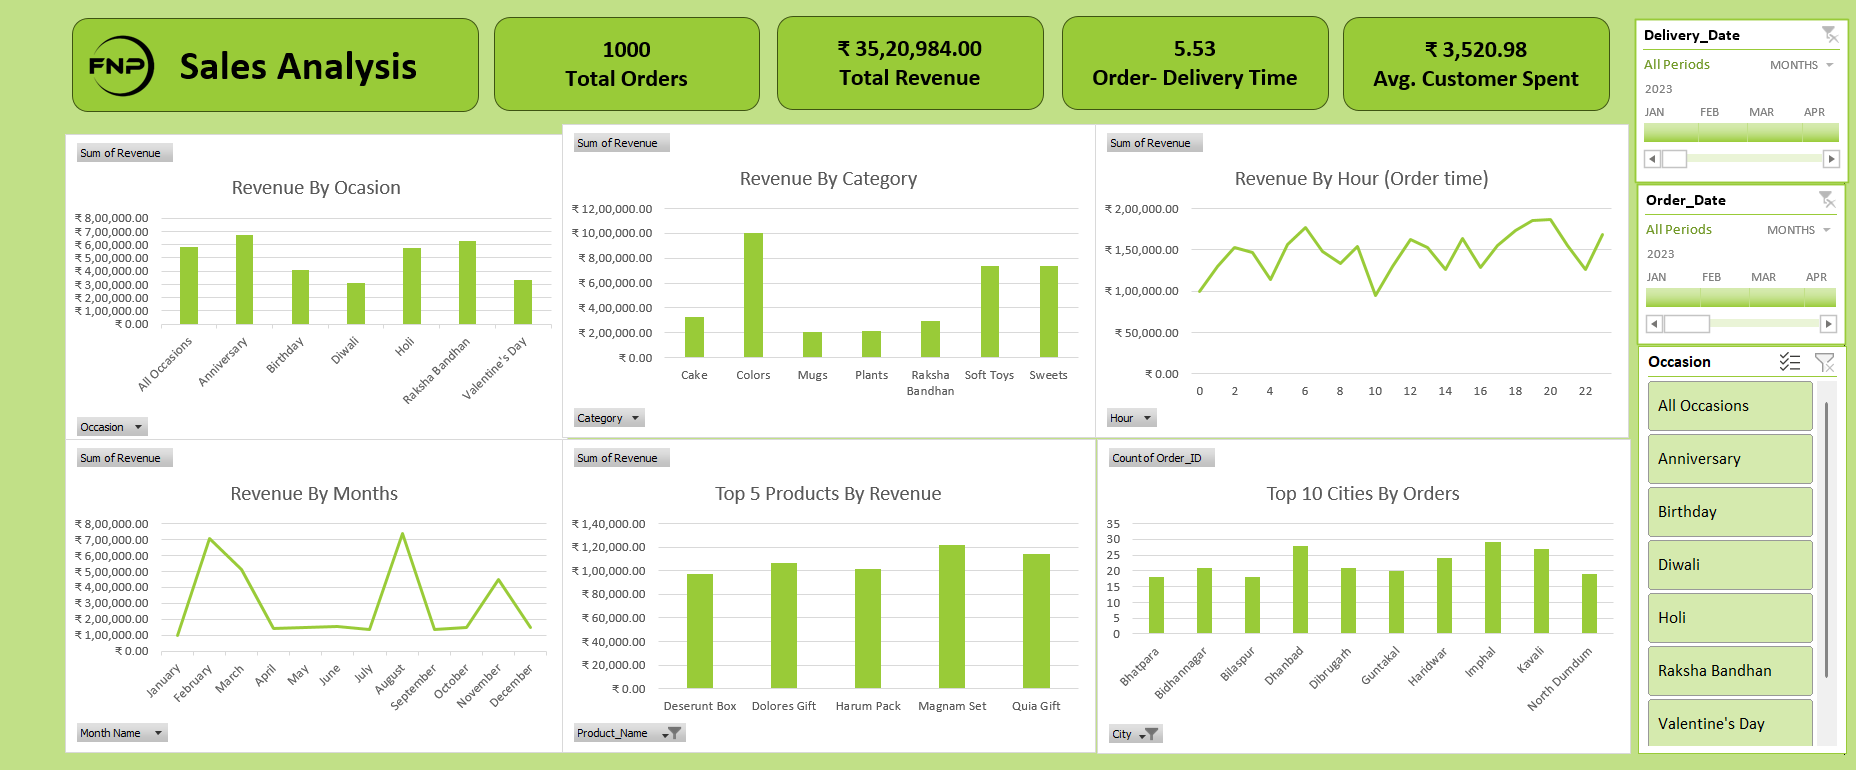 FNP
Sales Analysis
1000
Total Orders
₹ 35,20,984.00
Total Revenue
5.53
Order- Delivery Time
₹ 3,520.98
Avg. Customer Spent
Sum of Revenue
Revenue By Ocasion
₹ 8,00,000.00
₹ 7,00,000.00
₹ 6,00,000.00
₹ 5,00,000.00
₹ 4,00,000.00
₹ 3,00,000.00
₹ 2,00,000.00
₹ 1,00,000.00
₹ 0.00
All Occasions
Anniversary
Birthday
Diwali
Holi
Raksha Bandhan
Valentine's Day
Occasion
Sum of Revenue
Revenue By Category
₹ 12,00,000.00
₹ 10,00,000.00
₹ 8,00,000.00
₹ 6,00,000.00
₹ 4,00,000.00
₹ 2,00,000.00
₹ 0.00
Cake Colors Mugs Plants Raksha Bandhan Soft Toys Sweets
Category
Sum of Revenue
Revenue By Hour (Order time)
₹ 2,00,000.00
₹ 1,50,000.00
₹ 1,00,000.00
₹ 50,000.00
₹ 0.00
0 2 4 6 8 10 12 14 16 18 20 22
Hour
Sum of Revenue
Revenue By Months
₹ 8,00,000.00
₹ 7,00,000.00
₹ 6,00,000.00
₹ 5,00,000.00
₹ 4,00,000.00
₹ 3,00,000.00
₹ 2,00,000.00
₹ 1,00,000.00
₹ 0.00
January
February
March
April
May
June
July
August
September
October
November
December
Month Name
Sum of Revenue
Top 5 Products By Revenue
₹ 1,40,000.00
₹ 1,20,000.00
₹ 1,00,000.00
₹ 80,000.00
₹ 60,000.00
₹ 40,000.00
₹ 20,000.00
₹ 0.00
Deserunt Box Dolores Gift Harum Pack Magnam Set Quia Gift
Product_Name
Count of Order_ID
Top 10 Cities By Orders
35
30
25
20
15
10
5
0
Bhatpara
Bidhannagar
Bilaspur
Dhanbad
Dibrugarh
Guntakal
Haridwar
Imphal
Kavali
North Dumdum
City
Delivery_Date
All Periods MONTHS
2023
JAN FEB MAR APR
Order_Date
All Periods MONTHS
2023
JAN FEB MAR APR
Occasion
All Occasions
Anniversary
Birthday
Diwali
Holi
Raksha Bandhan
Valentine's Day